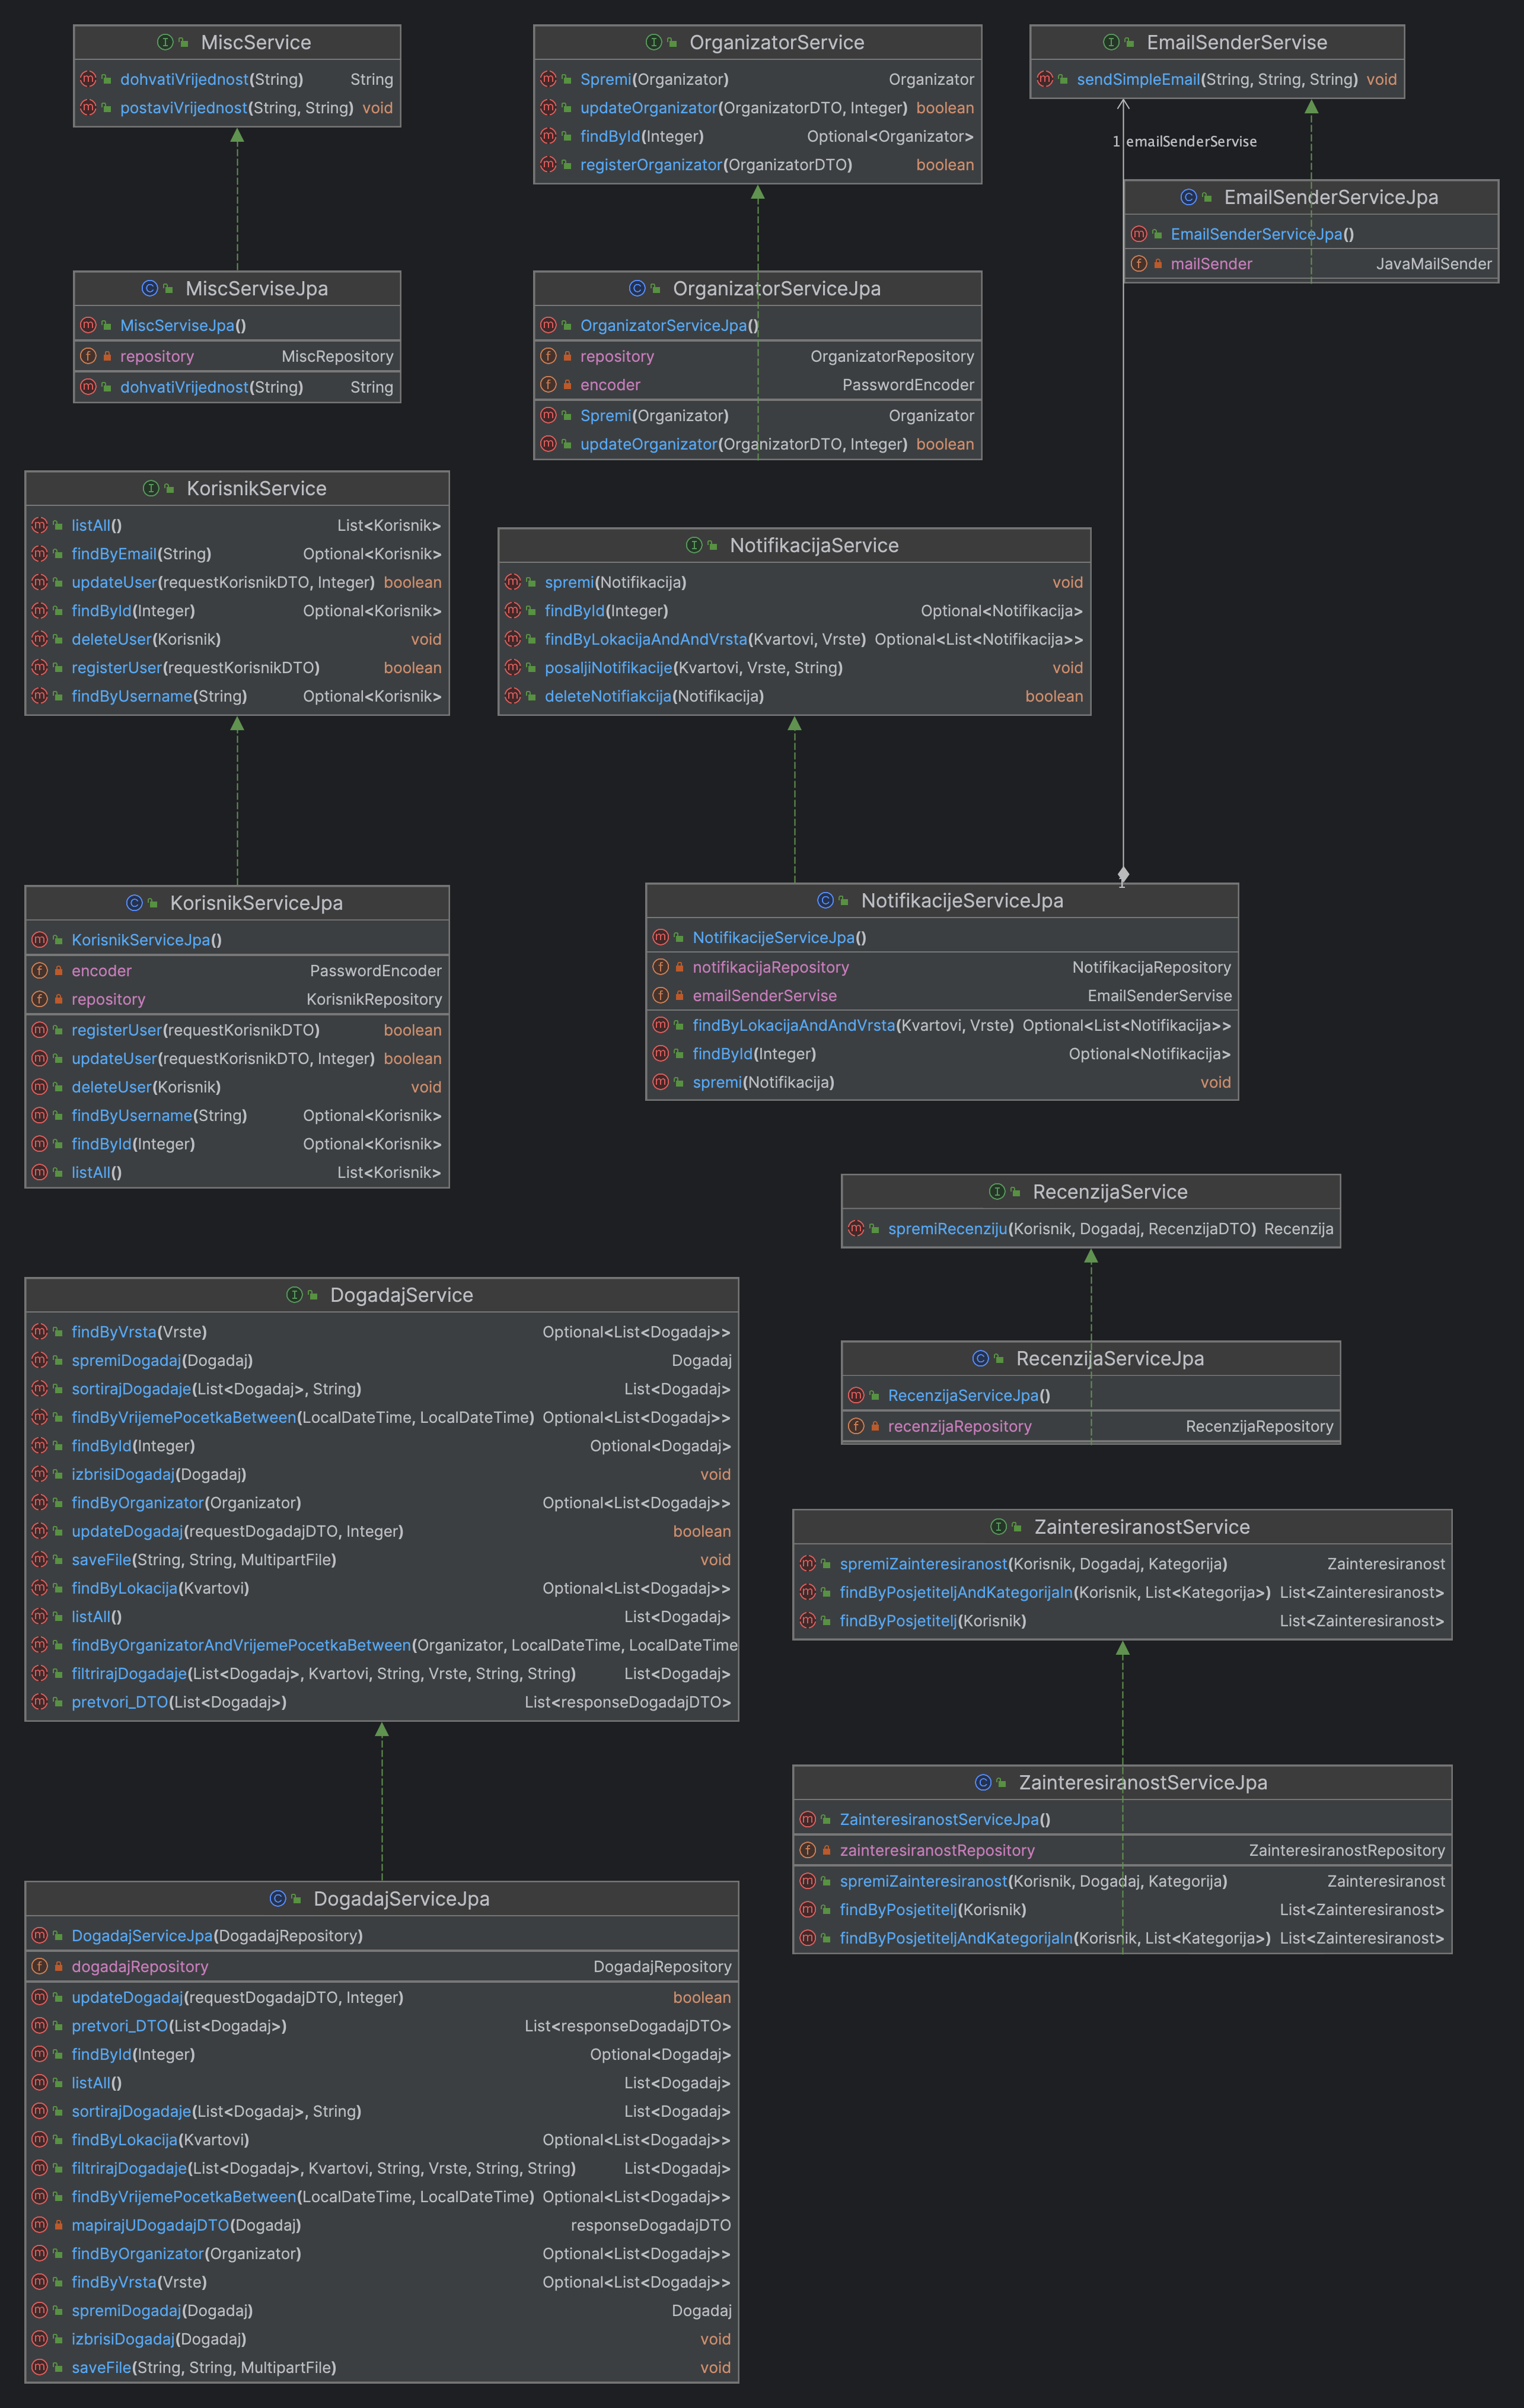 MiscService
dohvatiVrijednost(String) String
postaviVrijednost(String, String) void
OrganizatorService
Spremi(Organizator) Organizator
updateOrganizator(OrganizatorDTO, Integer) boolean
findById(Integer) Optional<Organizator>
registerOrganizator(OrganizatorDTO) boolean
EmailSenderServise
sendSimpleEmail(String, String, String) void
1 emailSenderServise
EmailSenderServiceJpa
EmailSenderServiceJpa()
mailSender JavaMailSender
MiscServiseJpa
MiscServiseJpa()
repository MiscRepository
dohvatiVrijednost(String) String
OrganizatorServiceJpa
OrganizatorServiceJpa()
repository OrganizatorRepository
encoder PasswordEncoder
Spremi(Organizator) Organizator
updateOrganizator(OrganizatorDTO, Integer) boolean
KorisnikService
listAll() List<Korisnik>
findByEmail(String) Optional<Korisnik>
updateUser(requestKorisnikDTO, Integer) boolean
findById(Integer) Optional<Korisnik>
deleteUser(Korisnik) void
registerUser(requestKorisnikDTO) boolean
findByUsername(String) Optional<Korisnik>
NotifikacijaService
spremi(Notifikacija) void
findById(Integer) Optional<Notifikacija>
findByLokacijaAndAndVrsta(Kvartovi, Vrste) Optional<List<Notifikacija>>
posaljiNotifikacije(Kvartovi, Vrste, String) void
deleteNotifiakcija(Notifikacija) boolean
KorisnikServiceJpa
KorisnikServiceJpa()
encoder PasswordEncoder
repository KorisnikRepository
registerUser(requestKorisnikDTO) boolean
updateUser(requestKorisnikDTO, Integer) boolean
deleteUser(Korisnik) void
findByUsername(String) Optional<Korisnik>
findById(Integer) Optional<Korisnik>
listAll() List<Korisnik>
1
NotifikacijeServiceJpa
NotifikacijeServiceJpa()
notifikacijaRepository NotifikacijaRepository
emailSenderServise EmailSenderServise
findByLokacijaAndAndVrsta(Kvartovi, Vrste) Optional<List<Notifikacija>>
findById(Integer) Optional<Notifikacija>
spremi(Notifikacija) void
RecenzijaService
spremiRecenziju(Korisnik, Dogadaj, RecenzijaDTO) Recenzija
RecenzijaServiceJpa
RecenzijaServiceJpa()
recenzijaRepository RecenzijaRepository
DogadajService
findByVrsta(Vrste) Optional<List<Dogadaj>>
spremiDogadaj(Dogadaj) Dogadaj
sortirajDogadaje(List<Dogadaj>, String) List<Dogadaj>
findByVrijemePocetkaBetween(LocalDateTime, LocalDateTime) Optional<List<Dogadaj>>
findById(Integer) Optional<Dogadaj>
izbrisiDogadaj(Dogadaj) void
findByOrganizator(Organizator) Optional<List<Dogadaj>>
updateDogadaj(requestDogadajDTO, Integer) boolean
saveFile(String, String, MultipartFile) void
findByLokacija(Kvartovi) Optional<List<Dogadaj>>
listAll() List<Dogadaj>
findByOrganizatorAndVrijemePocetkaBetween(Organizator, LocalDateTime, LocalDateTime
filtrirajDogadaje(List<Dogadaj>, Kvartovi, String, Vrste, String, String) List<Dogadaj>
pretvori_DTO(List<Dogadaj>) List<responseDogadajDTO>
ZainteresiranostService
spremiZainteresiranost(Korisnik, Dogadaj, Kategorija) Zainteresiranost
findByPosjetiteljAndKategorijaIn(Korisnik, List<Kategorija>) List<Zainteresiranost>
findByPosjetitelj(Korisnik) List<Zainteresiranost>
ZainteresiranostServiceJpa
ZainteresiranostServiceJpa()
zainteresiranostRepository ZainteresiranostRepository
spremiZainteresiranost(Korisnik, Dogadaj, Kategorija) Zainteresiranost
findByPosjetitelj(Korisnik) List<Zainteresiranost>
findByPosjetiteljAndKategorijaIn(Korisnik, List<Kategorija>) List<Zainteresiranost>
DogadajServiceJpa
DogadajServiceJpa(DogadajRepository)
dogadajRepository DogadajRepository
updateDogadaj(requestDogadajDTO, Integer) boolean
pretvori_DTO(List<Dogadaj>) List<responseDogadajDTO>
findById(Integer) Optional<Dogadaj>
listAll() List<Dogadaj>
sortirajDogadaje(List<Dogadaj>, String) List<Dogadaj>
findByLokacija(Kvartovi) Optional<List<Dogadaj>>
filtrirajDogadaje(List<Dogadaj>, Kvartovi, String, Vrste, String, String) List<Dogadaj>
findByVrijemePocetkaBetween(LocalDateTime, LocalDateTime) Optional<List<Dogadaj>>
mapirajUDogadajDTO(Dogadaj) responseDogadajDTO
findByOrganizator(Organizator) Optional<List<Dogadaj>>
findByVrsta(Vrste) Optional<List<Dogadaj>>
spremiDogadaj(Dogadaj) Dogadaj
izbrisiDogadaj(Dogadaj) void
saveFile(String, String, MultipartFile) void